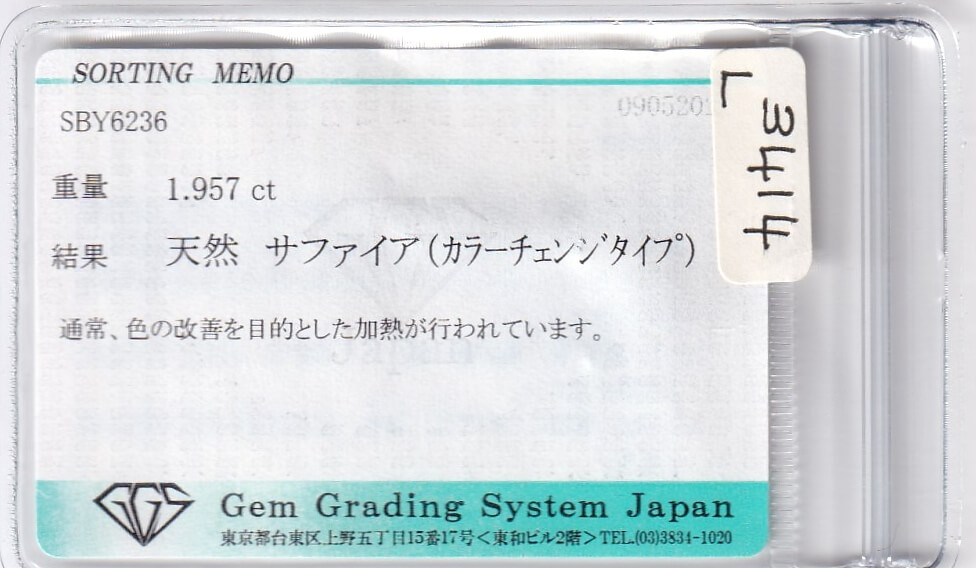 SORTING MEMO
SBY6236
重量 1.957 ct
結果 天然 サファイア(カラーチェンジタイプ)
通常、色の改善を目的とした加熱が行われています。
GGS
Gem Grading System Japan
東京都台東区上野五丁目15番17号<東和ビル2階>TEL.(03)3834-1020
L 3414